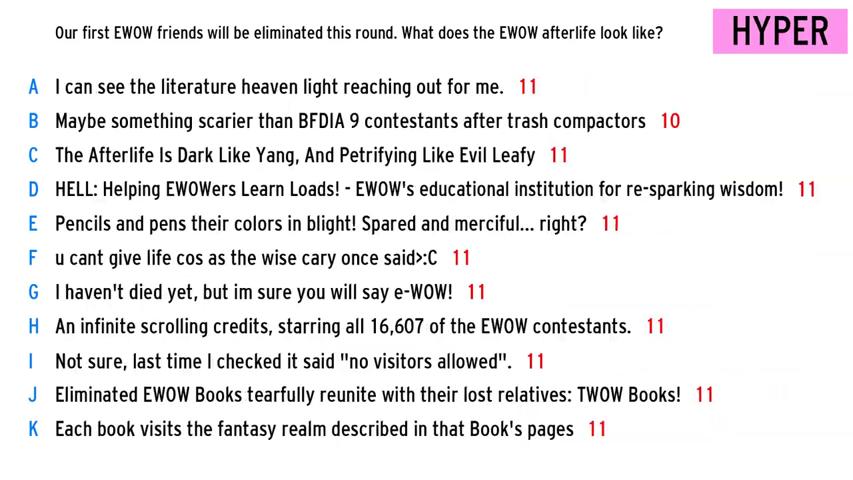 Our first EWOW friends will be eliminated this round. What does the EWOW afterlife look like?
HYPER
A I can see the literature heaven light reaching out for me. 11
B Maybe something scarier than BFDIA 9 contestants after trash compactors 10
C The Afterlife Is Dark Like Yang, And Petrifying Like Evil Leafy 11
D HELL: Helping EWOWers Learn Loads! - EWOW's educational institution for re-sparking wisdom! 11
E Pencils and pens their colors in blight! Spared and merciful... right? 11
F u cant give life cos as the wise cary once said>:C 11
G I haven't died yet, but im sure you will say e-WOW! 11
H An infinite scrolling credits, starring all 16,607 of the EWOW contestants. 11
I Not sure, last time I checked it said "no visitors allowed". 11
J Eliminated EWOW Books tearfully reunite with their lost relatives: TWOW Books! 11
K Each book visits the fantasy realm described in that Book's pages 11